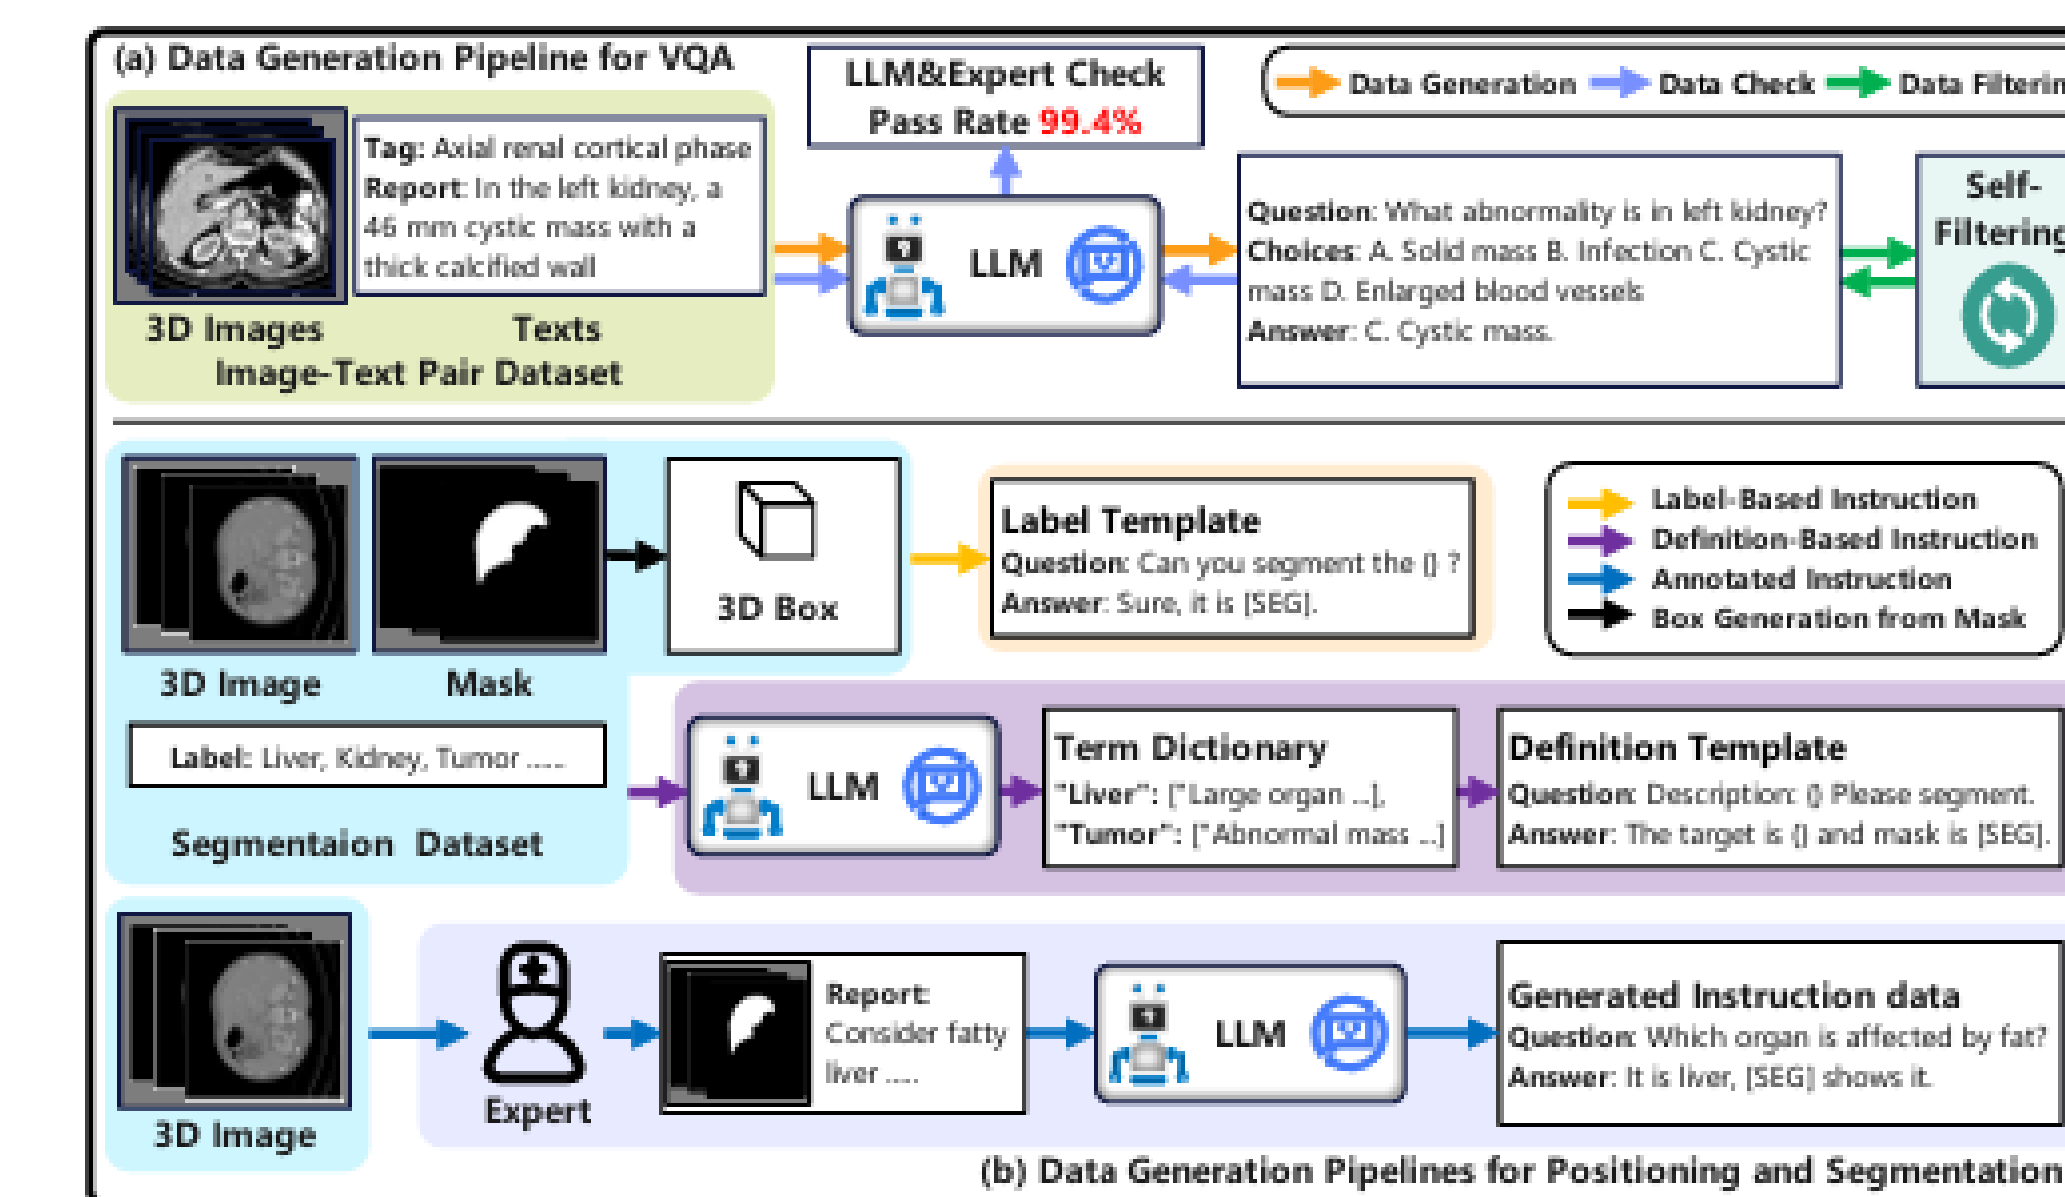 (a) Data Generation Pipeline for VQA
LLM&Expert Check
Pass Rate 99.4%
Data Generation
Data Check
Data Filterin
Tag: Axial renal cortical phase
Report: In the left kidney, a
46 mm cystic mass with a
thick calcified wall
3D Images
Texts
Image-Text Pair Dataset
LLM
Question: What abnormality is in left kidney?
Choices: A. Solid mass B. Infection C. Cystic
mass D. Enlarged blood vessels
Answer: C. Cystic mass.
Self-
Filtering
3D Image
Mask
3D Box
Label Template
Question: Can you segment the () ?
Answer: Sure, it is [SEG].
Label-Based Instruction
Definition-Based Instruction
Annotated Instruction
Box Generation from Mask
Label: Liver, Kidney, Tumor ......
Segmentaion Dataset
LLM
Term Dictionary
"Liver": ["Large organ ...],
"Tumor": ["Abnormal mass ...]
Definition Template
Question: Description: () Please segment.
Answer: The target is () and mask is [SEG].
3D Image
Expert
Report:
Consider fatty
liver .....
LLM
Generated Instruction data
Question: Which organ is affected by fat?
Answer: It is liver, [SEG] shows it.
(b) Data Generation Pipelines for Positioning and Segmentation